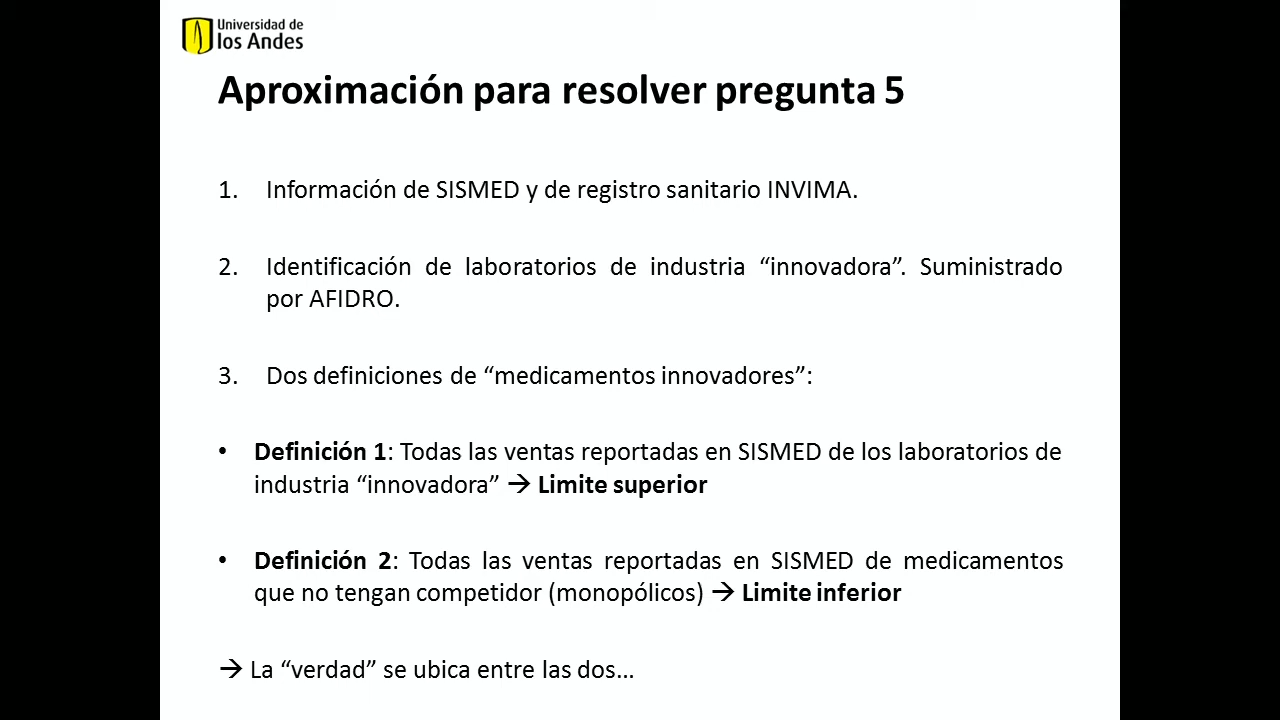 Universidad de
los Andes
Aproximación para resolver pregunta 5
1. Información de SISMED y de registro sanitario INVIMA.
2. Identificación de laboratorios de industria “innovadora”. Suministrado
por AFIDRO.
3. Dos definiciones de “medicamentos innovadores”:
• Definición 1: Todas las ventas reportadas en SISMED de los laboratorios de
industria “innovadora” → Limite superior
• Definición 2: Todas las ventas reportadas en SISMED de medicamentos
que no tengan competidor (monopólicos) → Limite inferior
→ La “verdad” se ubica entre las dos...